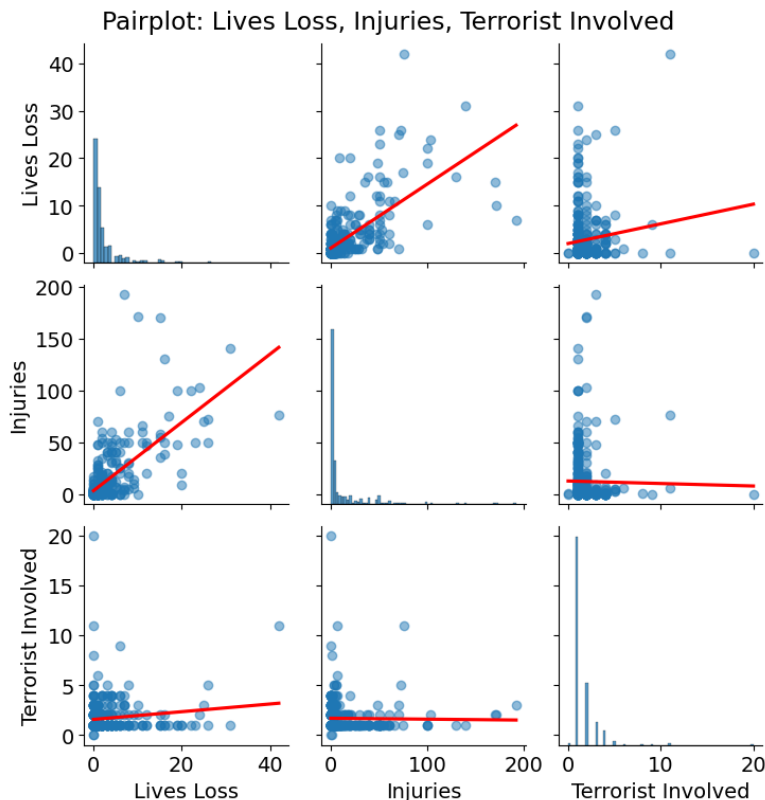 Pairplot: Lives Loss, Injuries, Terrorist Involved
Lives Loss
40
30
20
10
0
Injuries
200
150
100
50
0
Terrorist Involved
20
15
10
5
0
0 20 40
Lives Loss
0 100 200
Injuries
0 10 20
Terrorist Involved